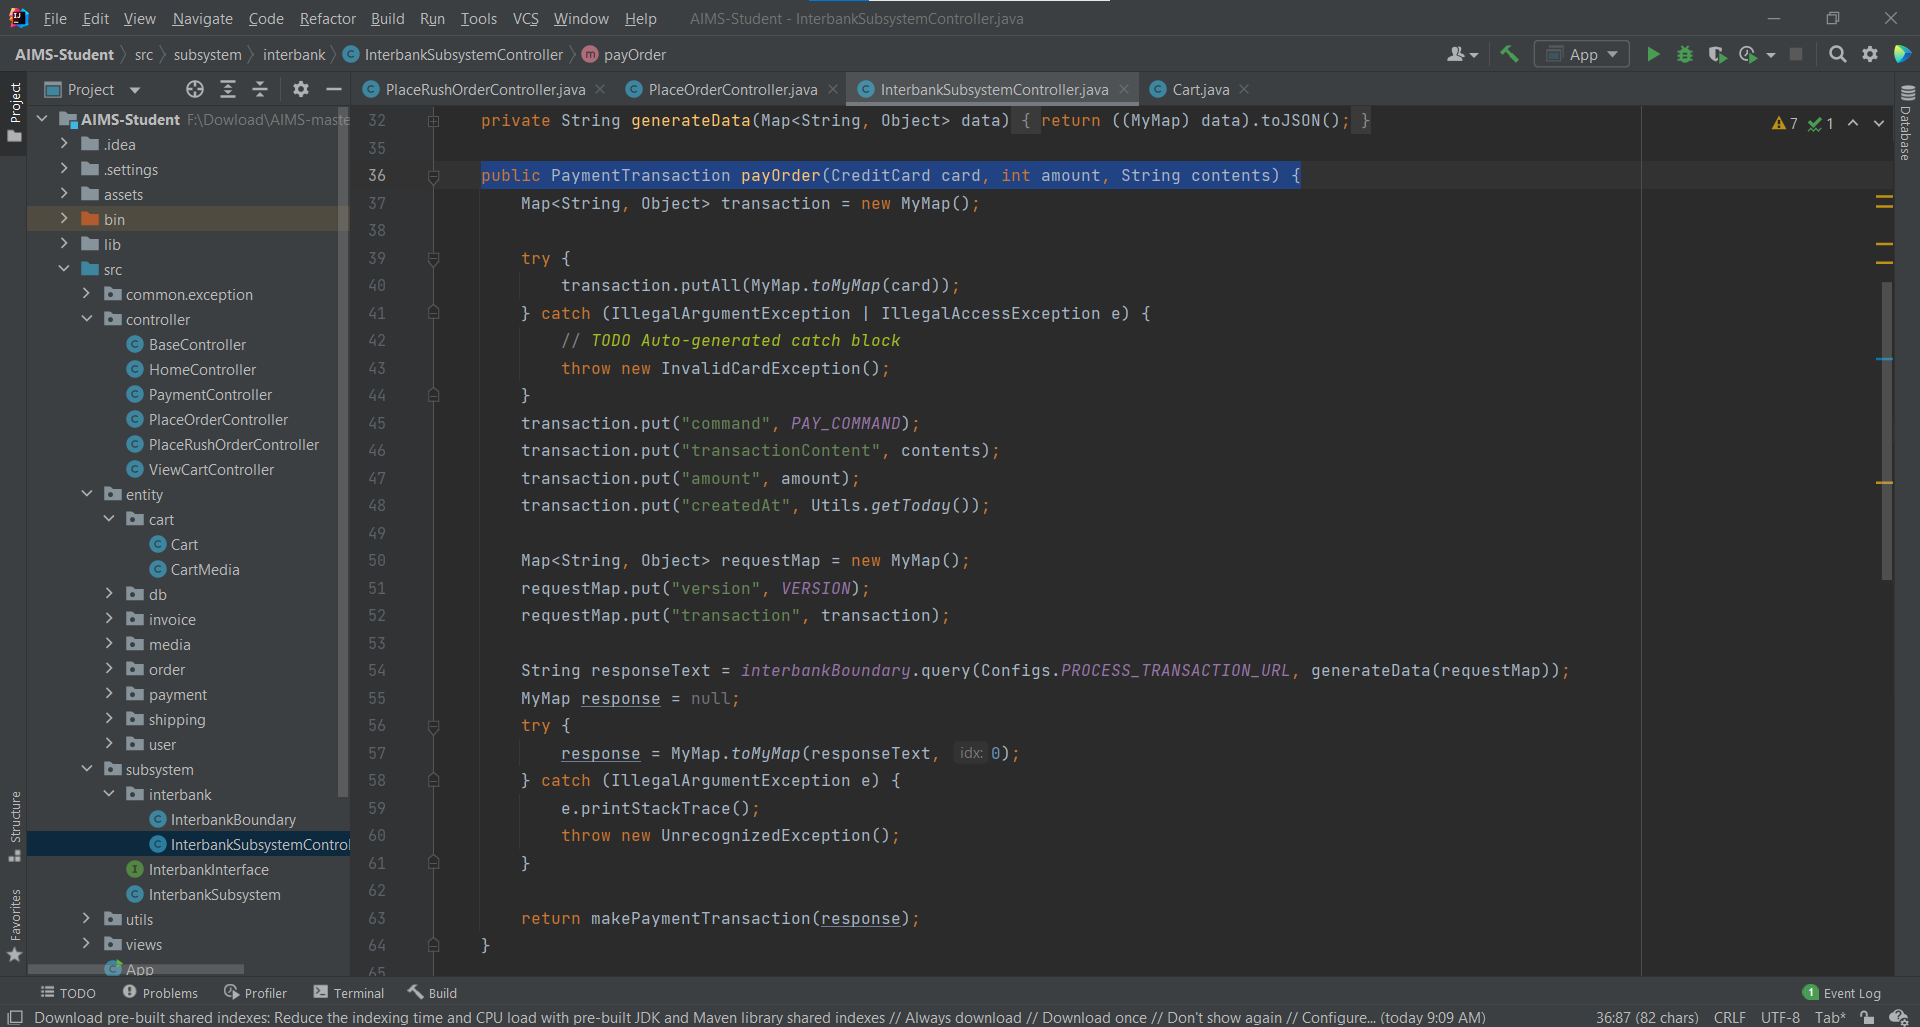 File Edit View Navigate Code Refactor Build Run Tools VCS Window Help AIMS-Student - InterbankSubsystemController.java
AIMS-Student src subsystem interbank InterbankSubsystemController payOrder App
Project
PlaceRushOrderController.java PlaceOrderController.java InterbankSubsystemController.java Cart.java
Project
Database
Structure
Favorites
AIMS-Student F:\Dowload\AIMS-maste
.idea
.settings
assets
bin
lib
src
common.exception
controller
BaseController
HomeController
PaymentController
PlaceOrderController
PlaceRushOrderController
ViewCartController
entity
cart
Cart
CartMedia
db
invoice
media
order
payment
shipping
user
subsystem
interbank
InterbankBoundary
InterbankSubsystemControl
InterbankInterface
InterbankSubsystem
utils
views
App
7 1
32 private String generateData(Map<String, Object> data) { return ((MyMap) data).toJSON(); }
35
36 public PaymentTransaction payOrder(CreditCard card, int amount, String contents) {
37 Map<String, Object> transaction = new MyMap();
38
39 try {
40 transaction.putAll(MyMap.toMyMap(card));
41 } catch (IllegalArgumentException | IllegalAccessException e) {
42 // TODO Auto-generated catch block
43 throw new InvalidCardException();
44 }
45 transaction.put("command", PAY_COMMAND);
46 transaction.put("transactionContent", contents);
47 transaction.put("amount", amount);
48 transaction.put("createdAt", Utils.getToday());
49
50 Map<String, Object> requestMap = new MyMap();
51 requestMap.put("version", VERSION);
52 requestMap.put("transaction", transaction);
53
54 String responseText = interbankBoundary.query(Configs.PROCESS_TRANSACTION_URL, generateData(requestMap));
55 MyMap response = null;
56 try {
57 response = MyMap.toMyMap(responseText, idx: 0);
58 } catch (IllegalArgumentException e) {
59 e.printStackTrace();
60 throw new UnrecognizedException();
61 }
62
63 return makePaymentTransaction(response);
64 }
65
TODO Problems Profiler Terminal Build 1 Event Log
Download pre-built shared indexes: Reduce the indexing time and CPU load with pre-built JDK and Maven library shared indexes // Always download // Download once // Don't show again // Configure... (today 9:09 AM) 36:87 (82 chars) CRLF UTF-8 Tab*